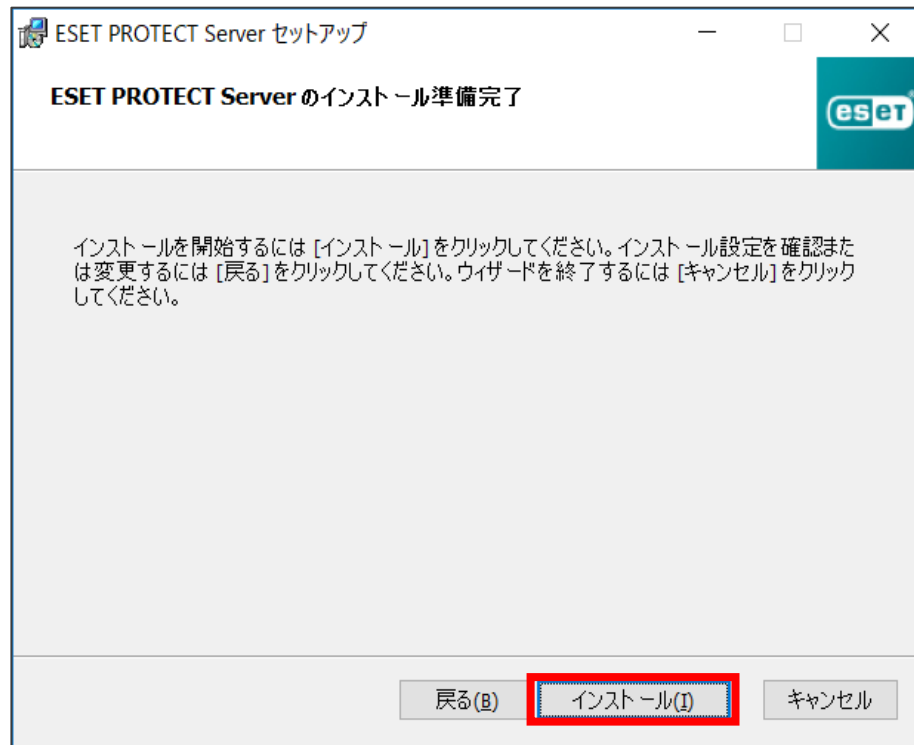 ESET PROTECT Server セットアップ
ESET PROTECT Server のインストール準備完了
eset
インストールを開始するには [インストール] をクリックしてください。インストール設定を確認また
は変更するには [戻る] をクリックしてください。ウィザードを終了するには [キャンセル] をクリック
してください。
戻る(B)
インストール(I)
キャンセル